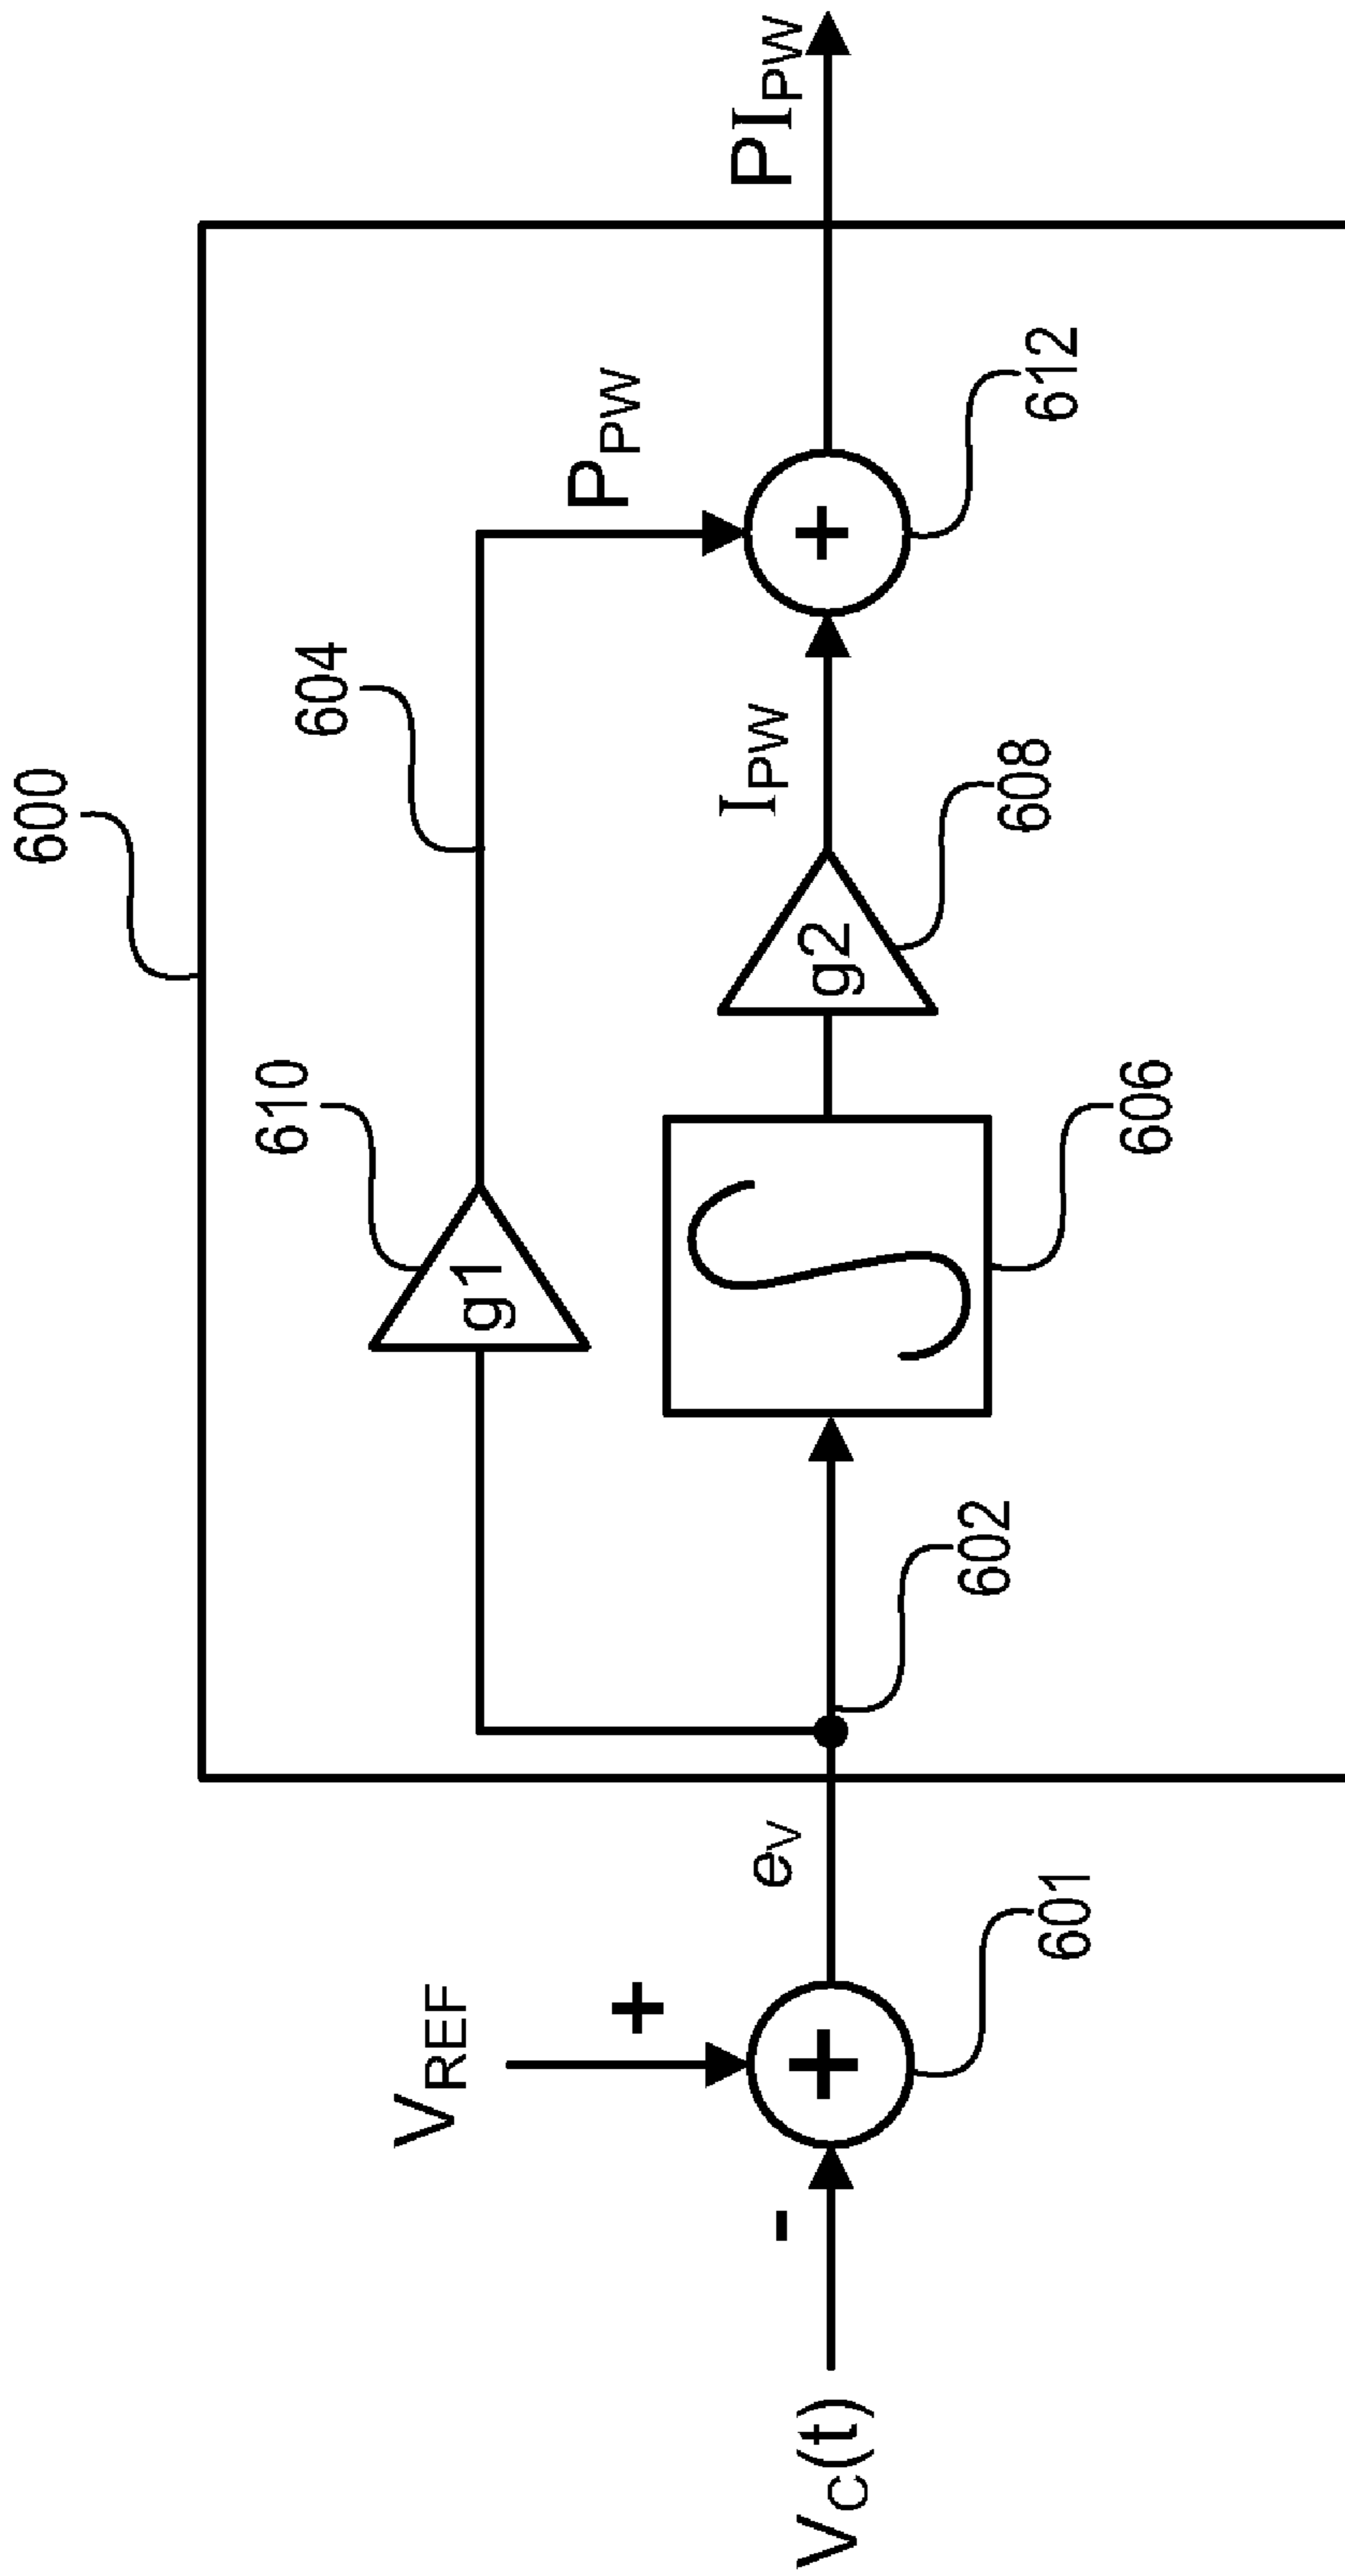 600
610
604
g1
P_PW
V_REF
+
+
-
V_C(t)
601
e_V
602
606
g2
608
I_PW
+
612
PI_PW